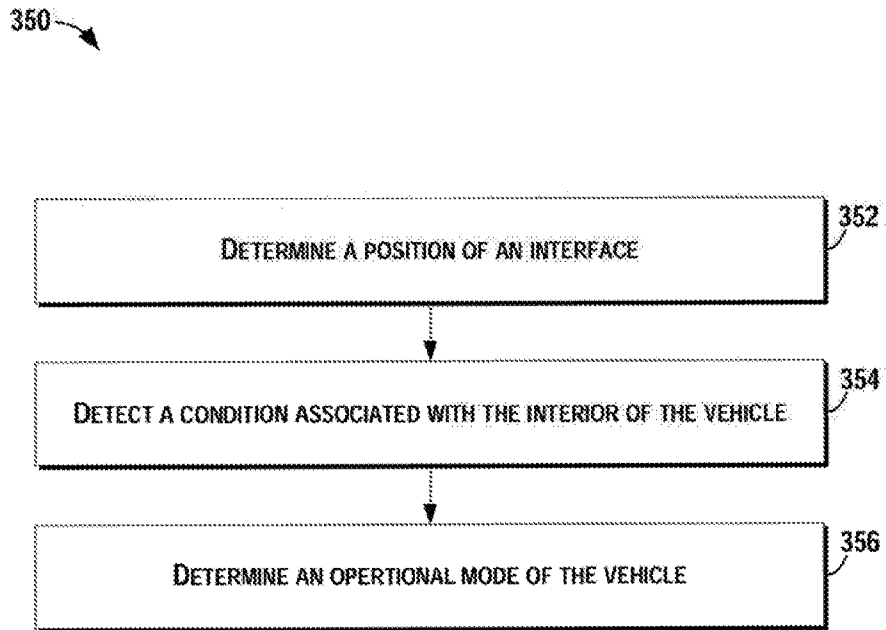 350
352
DETERMINE A POSITION OF AN INTERFACE
354
DETECT A CONDITION ASSOCIATED WITH THE INTERIOR OF THE VEHICLE
356
DETERMINE AN OPERTIONAL MODE OF THE VEHICLE